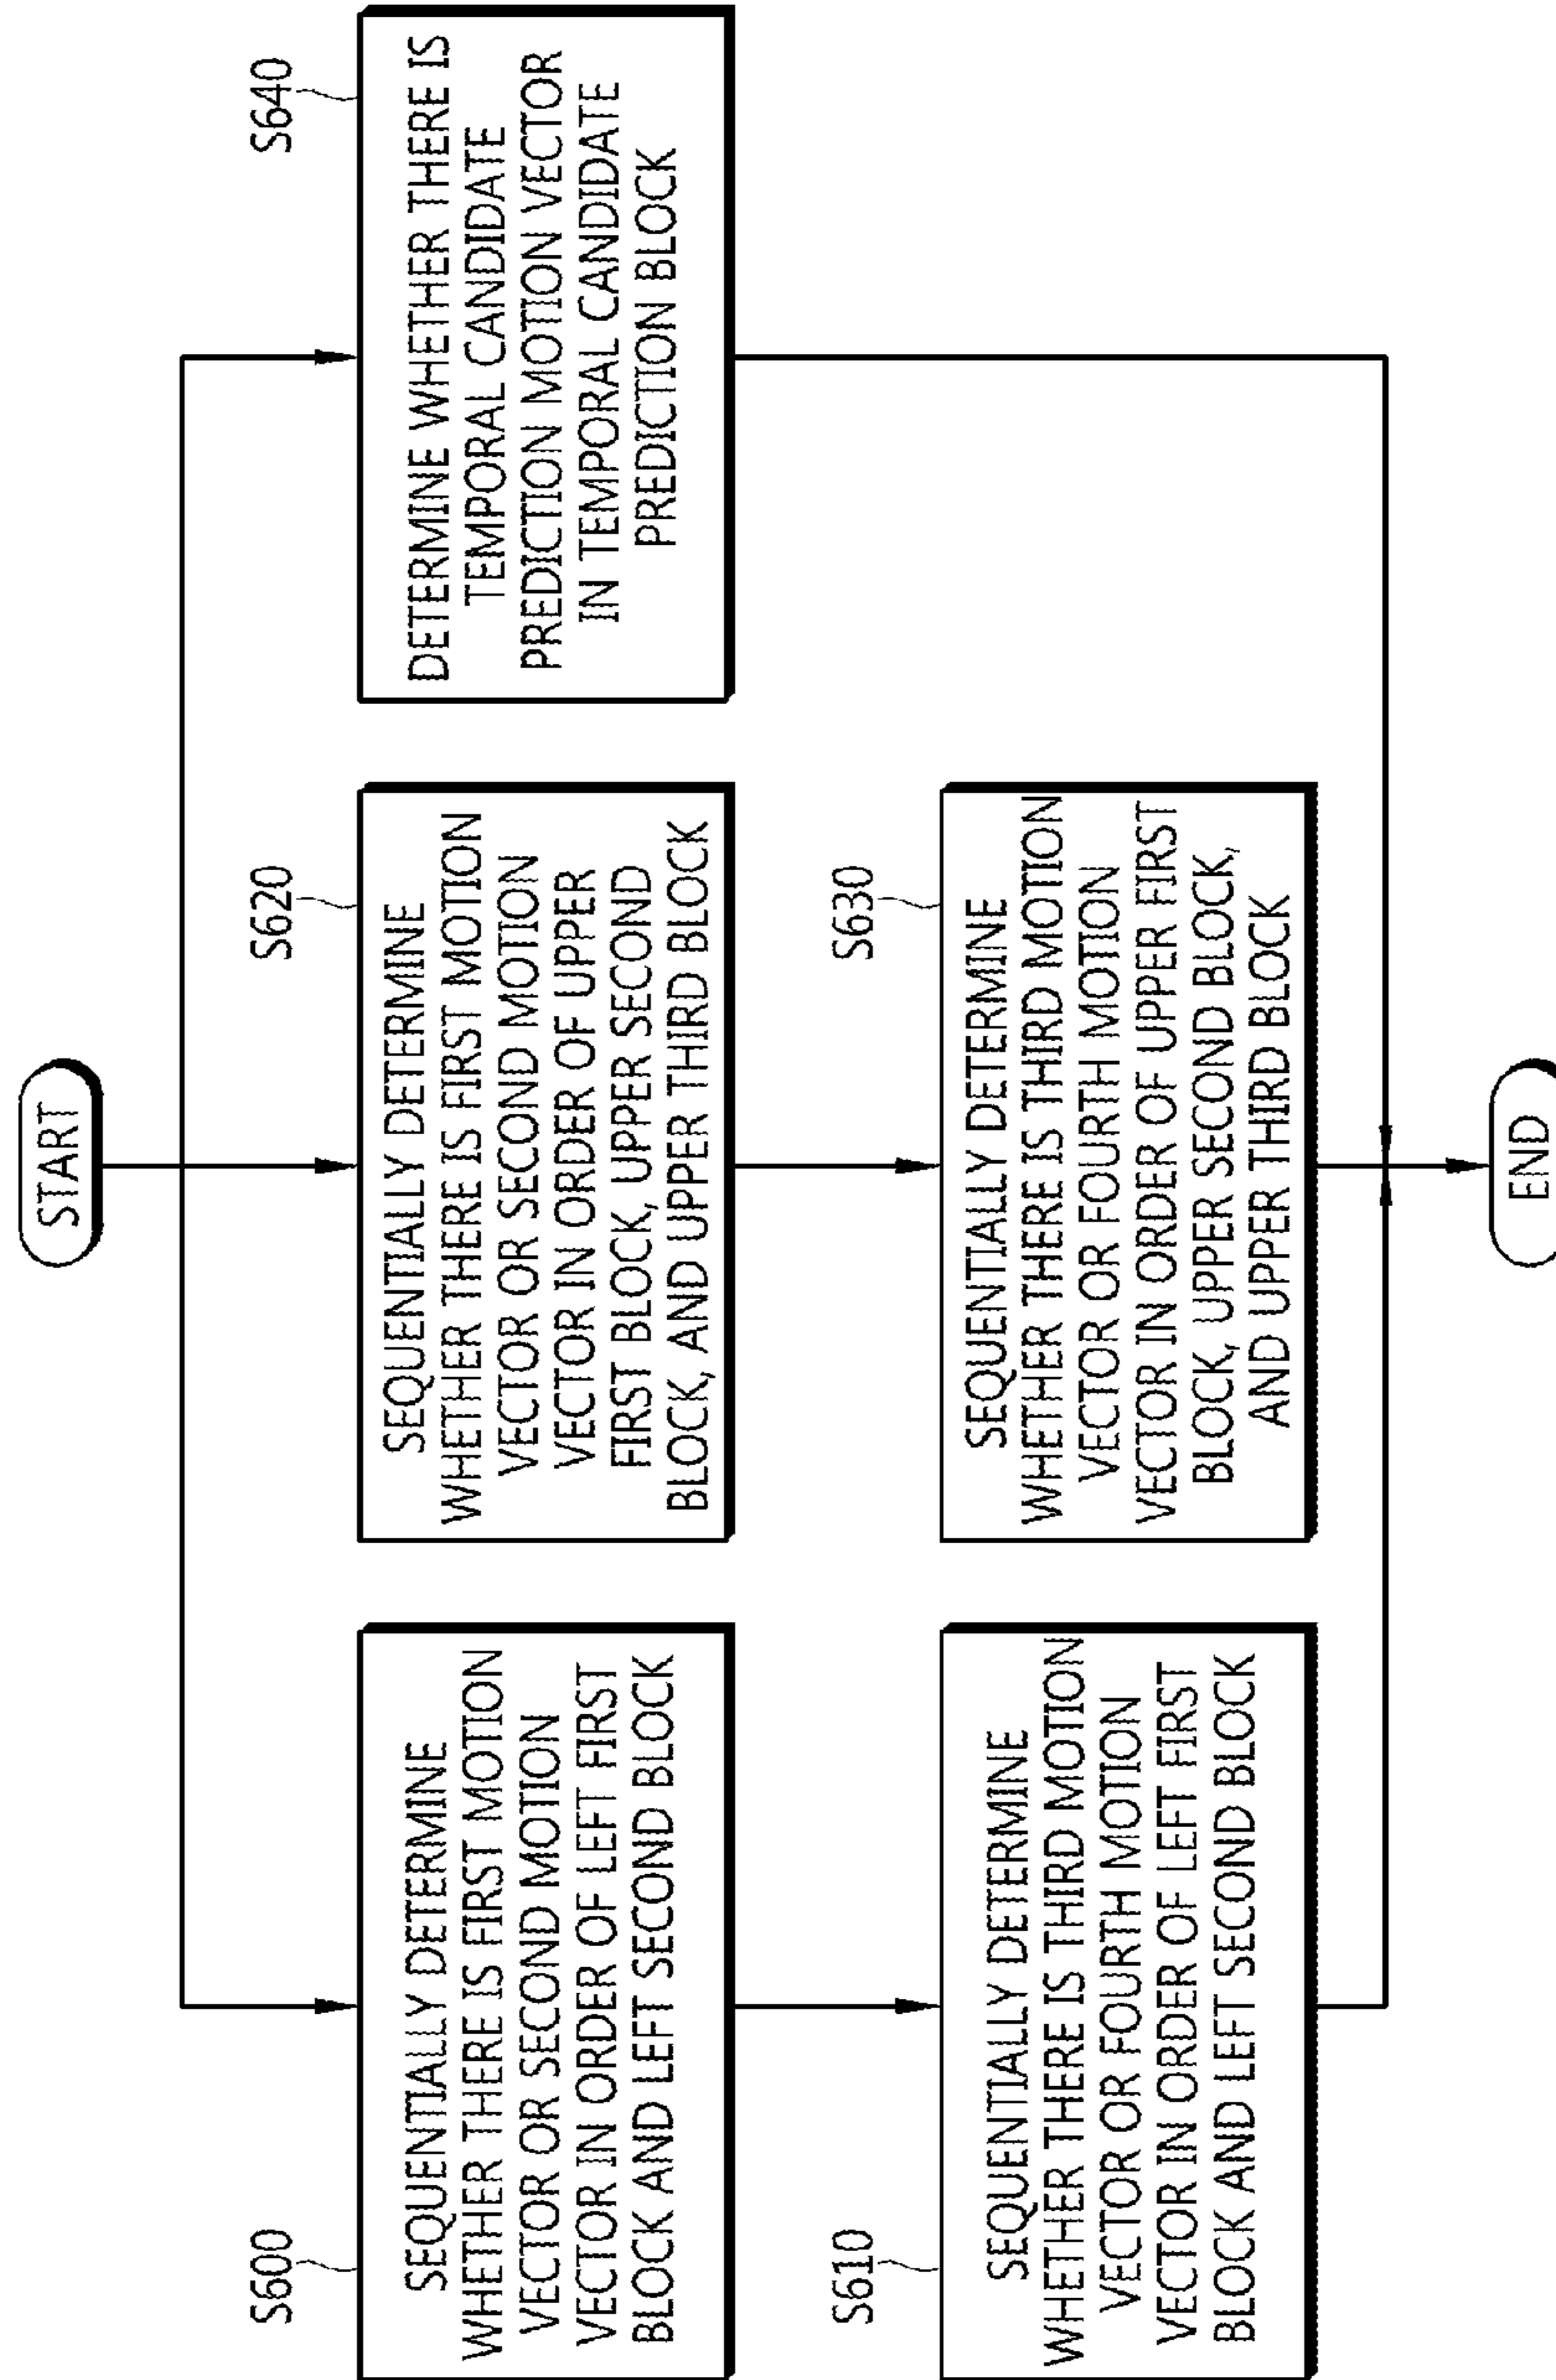 START
S600
SEQUENTIALLY DETERMINE
WHETHER THERE IS FIRST MOTION
VECTOR OR SECOND MOTION
VECTOR IN ORDER OF LEFT FIRST
BLOCK AND LEFT SECOND BLOCK
S620
SEQUENTIALLY DETERMINE
WHETHER THERE IS FIRST MOTION
VECTOR OR SECOND MOTION
VECTOR IN ORDER OF UPPER
FIRST BLOCK, UPPER SECOND
BLOCK, AND UPPER THIRD BLOCK
S640
DETERMINE WHETHER THERE IS
TEMPORAL CANDIDATE
PREDICTION MOTION VECTOR
IN TEMPORAL CANDIDATE
PREDICTION BLOCK
S610
SEQUENTIALLY DETERMINE
WHETHER THERE IS THIRD MOTION
VECTOR OR FOURTH MOTION
VECTOR IN ORDER OF LEFT FIRST
BLOCK AND LEFT SECOND BLOCK
S630
SEQUENTIALLY DETERMINE
WHETHER THERE IS THIRD MOTION
VECTOR OR FOURTH MOTION
VECTOR IN ORDER OF UPPER FIRST
BLOCK, UPPER SECOND BLOCK,
AND UPPER THIRD BLOCK
END